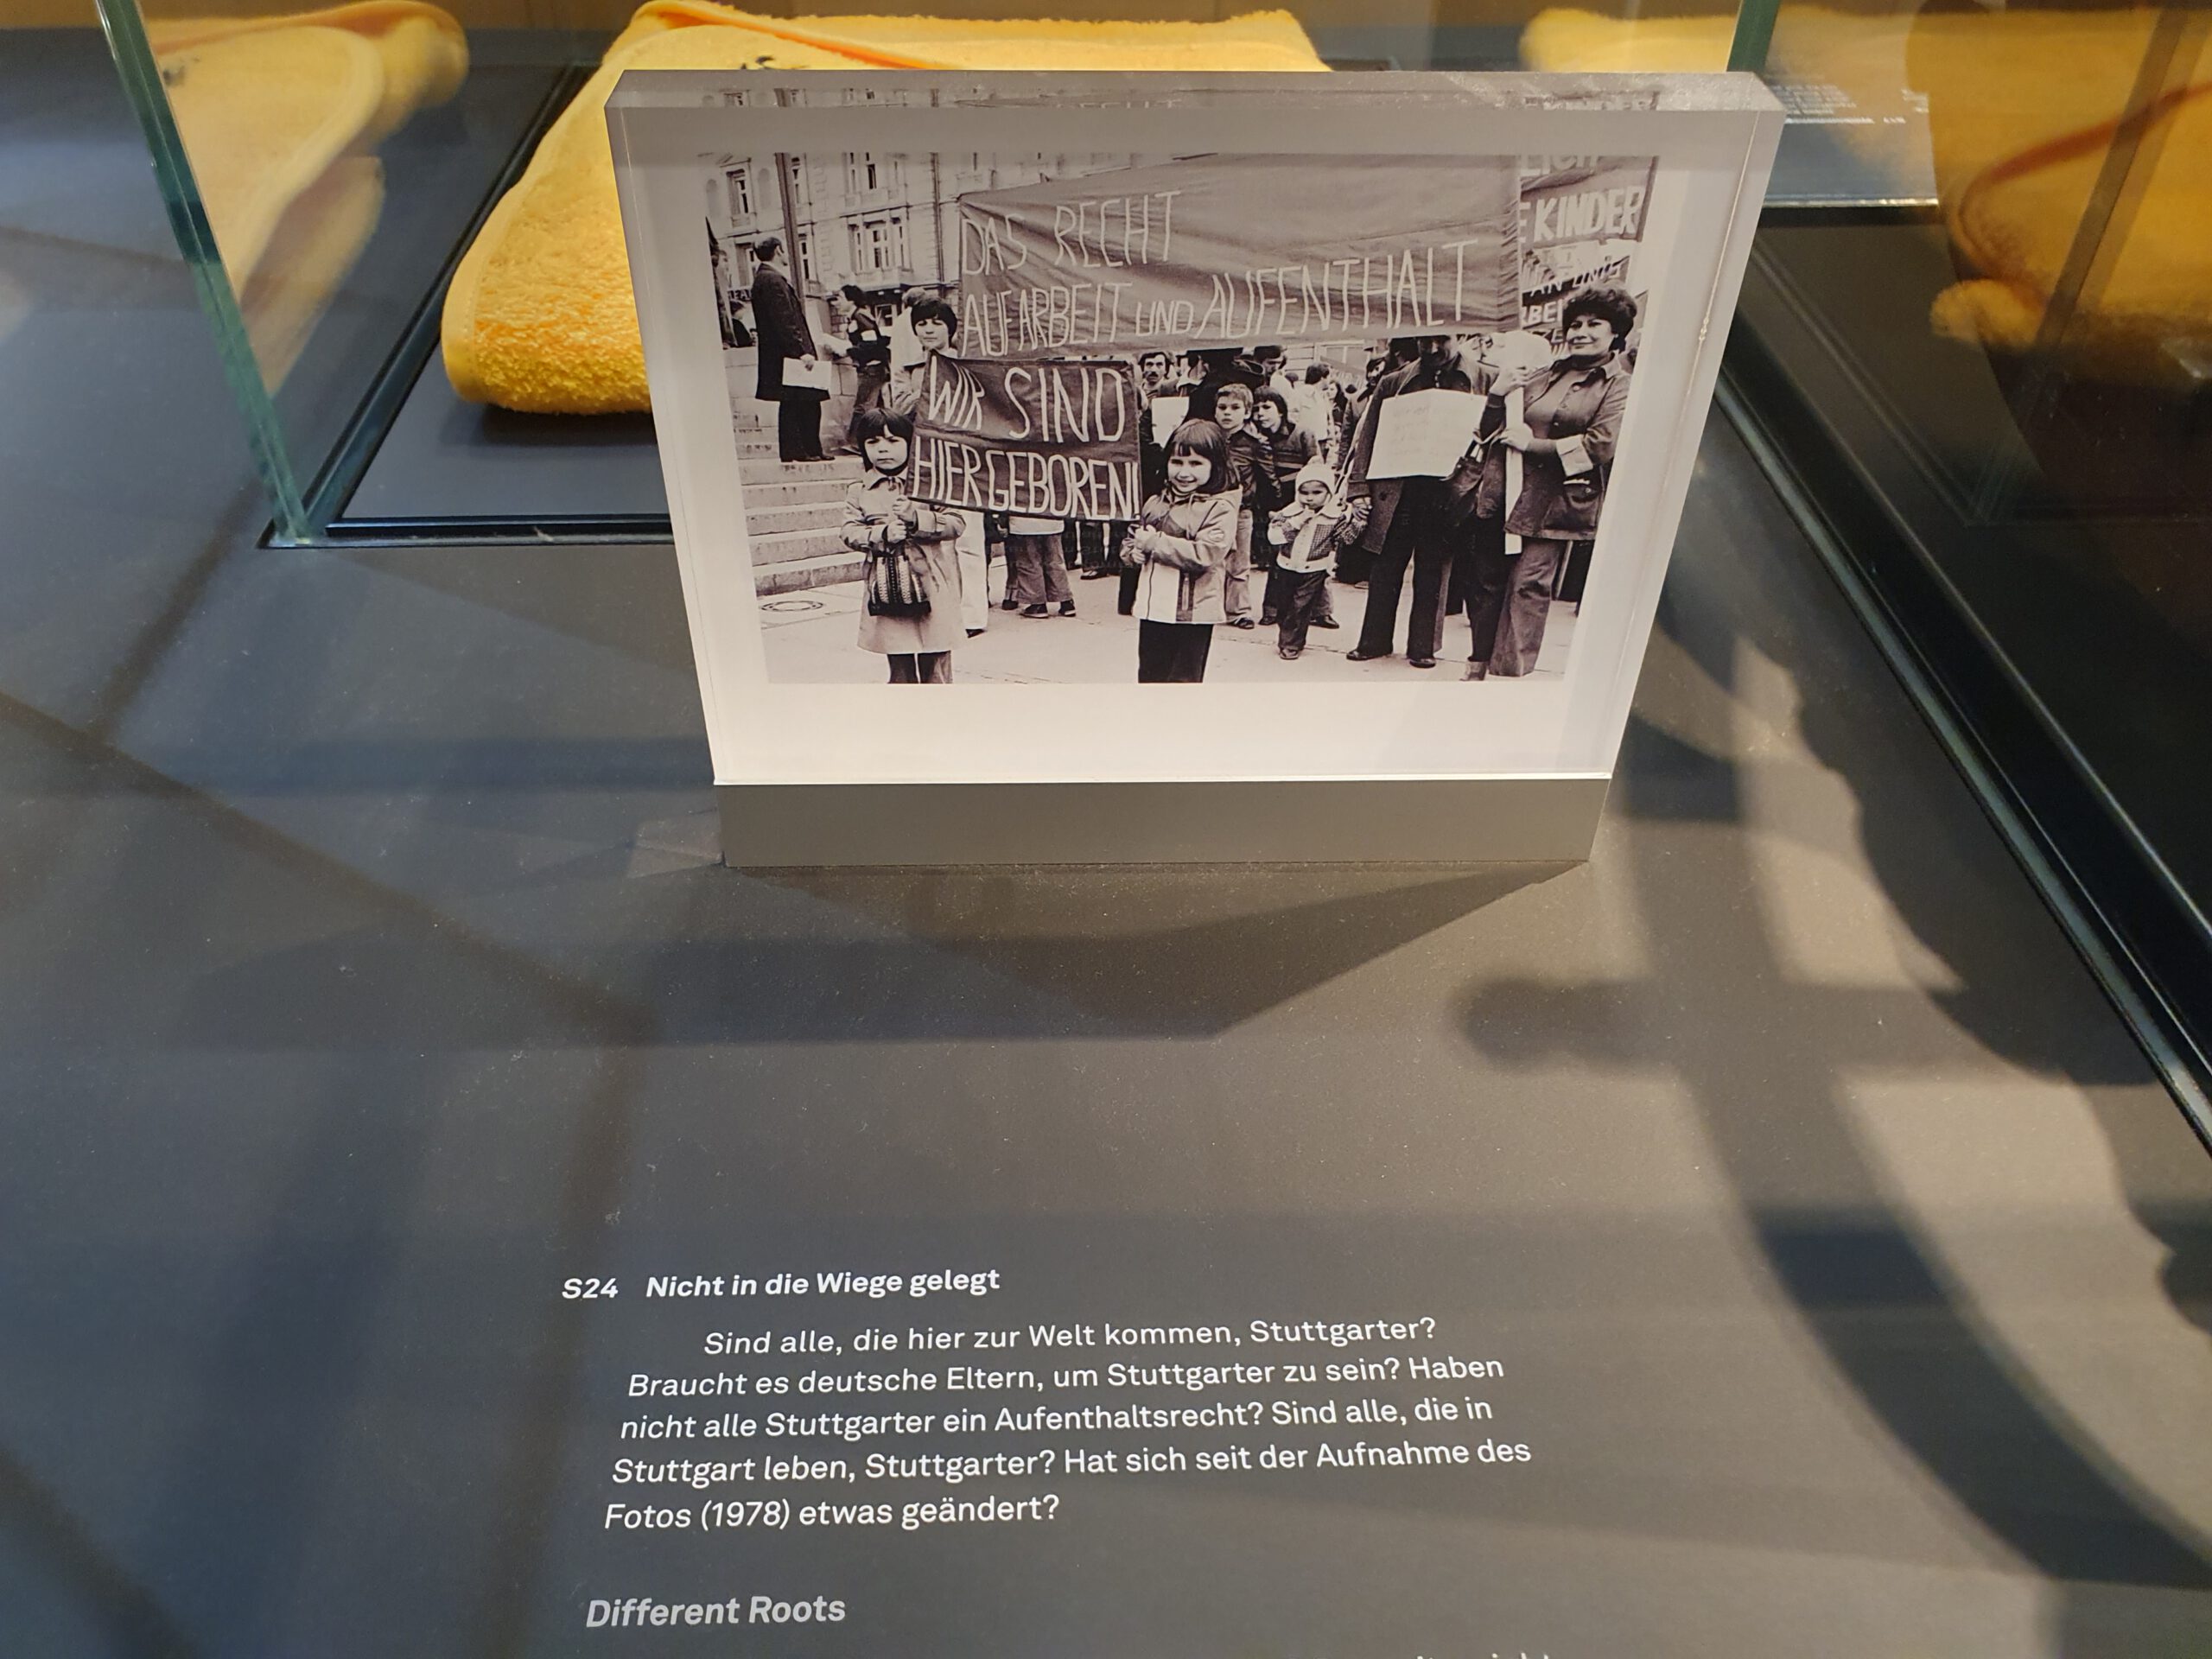 DAS RECHT
AUF ARBEIT UND AUFENTHALT
E KINDER
WIR SIND
HIER GEBOREN!
S24 Nicht in die Wiege gelegt
Sind alle, die hier zur Welt kommen, Stuttgarter?
Braucht es deutsche Eltern, um Stuttgarter zu sein? Haben
nicht alle Stuttgarter ein Aufenthaltsrecht? Sind alle, die in
Stuttgart leben, Stuttgarter? Hat sich seit der Aufnahme des
Fotos (1978) etwas geändert?
Different Roots